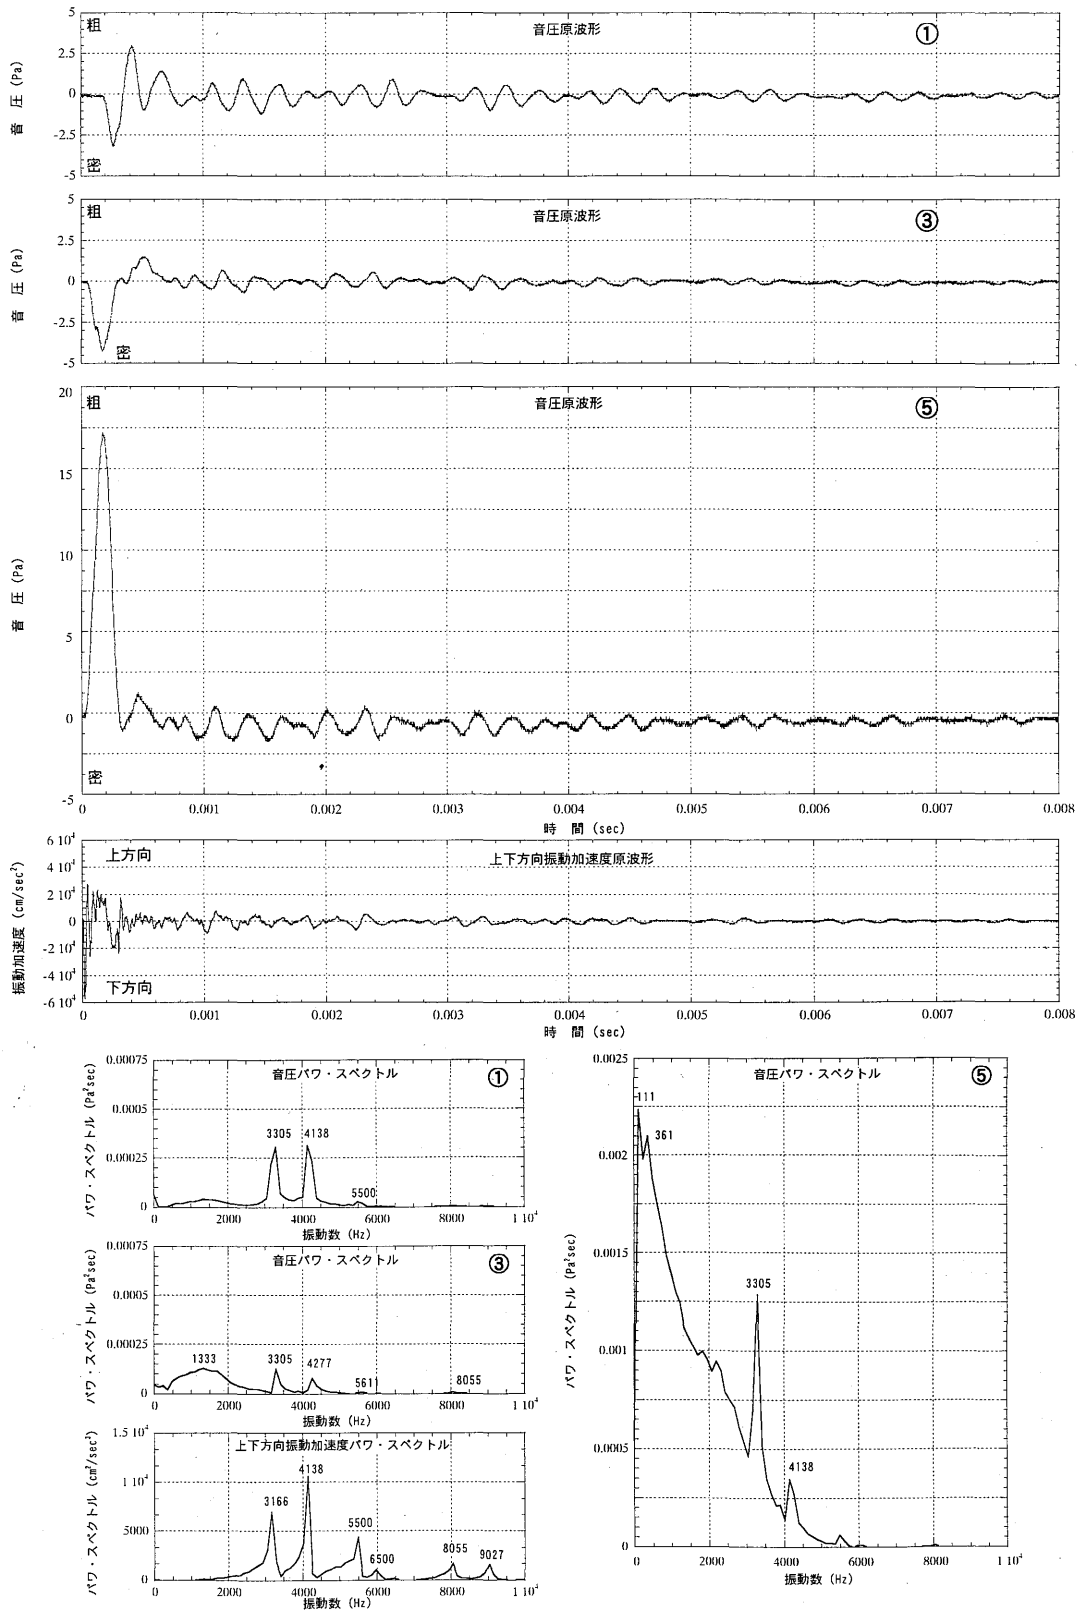 5
粗
音圧原波形
①
2.5
0
-2.5
-5
密
音 圧 (Pa)
5
粗
音圧原波形
③
2.5
0
-2.5
-5
密
音 圧 (Pa)
20
粗
音圧原波形
⑤
15
10
5
0
-5
密
音 圧 (Pa)
0 0.001 0.002 0.003 0.004 0.005 0.006 0.007 0.008
時 間 (sec)
6 10⁴
上方向
上下方向振動加速度原波形
4 10⁴
2 10⁴
0
-2 10⁴
-4 10⁴
下方向
-6 10⁴
振動加速度 (cm/sec²)
0 0.001 0.002 0.003 0.004 0.005 0.006 0.007 0.008
時 間 (sec)
0.00075
音圧パワ・スペクトル
①
0.0005
3305 4138
0.00025
5500
0
パワ・スペクトル (Pa²sec)
0 2000 4000 6000 8000 1 10⁴
振動数 (Hz)
0.00075
音圧パワ・スペクトル
③
0.0005
0.00025
1333 3305 4277 5611 8055
0
パワ・スペクトル (Pa²sec)
0 2000 4000 6000 8000 1 10⁴
振動数 (Hz)
1.5 10⁴
上下方向振動加速度パワ・スペクトル
4138
1 10⁴
3166
5500
5000
6500 8055 9027
0
パワ・スペクトル (cm²/sec³)
0 2000 4000 6000 8000 1 10⁴
振動数 (Hz)
0.0025
音圧パワ・スペクトル
⑤
111
361
0.002
0.0015
3305
0.001
0.0005
4138
0
パワ・スペクトル (Pa²sec)
0 2000 4000 6000 8000 1 10⁴
振動数 (Hz)